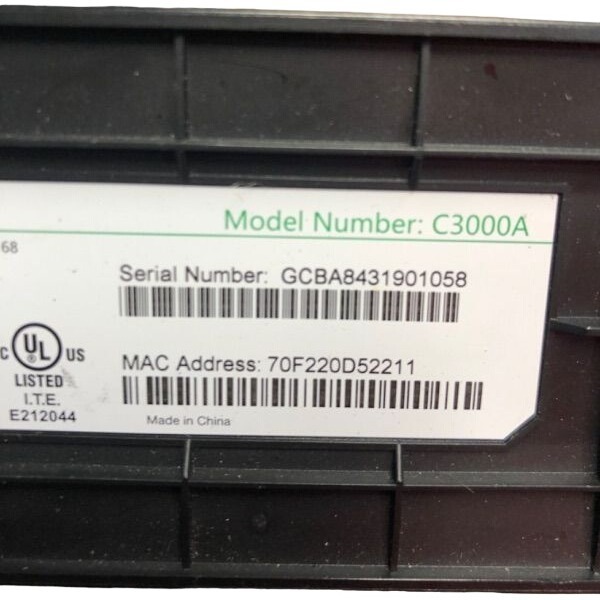 Model Number: C3000A
68
Serial Number: GCBA8431901058
C UL US
LISTED
I.T.E.
E212044
MAC Address: 70F220D52211
Made in China